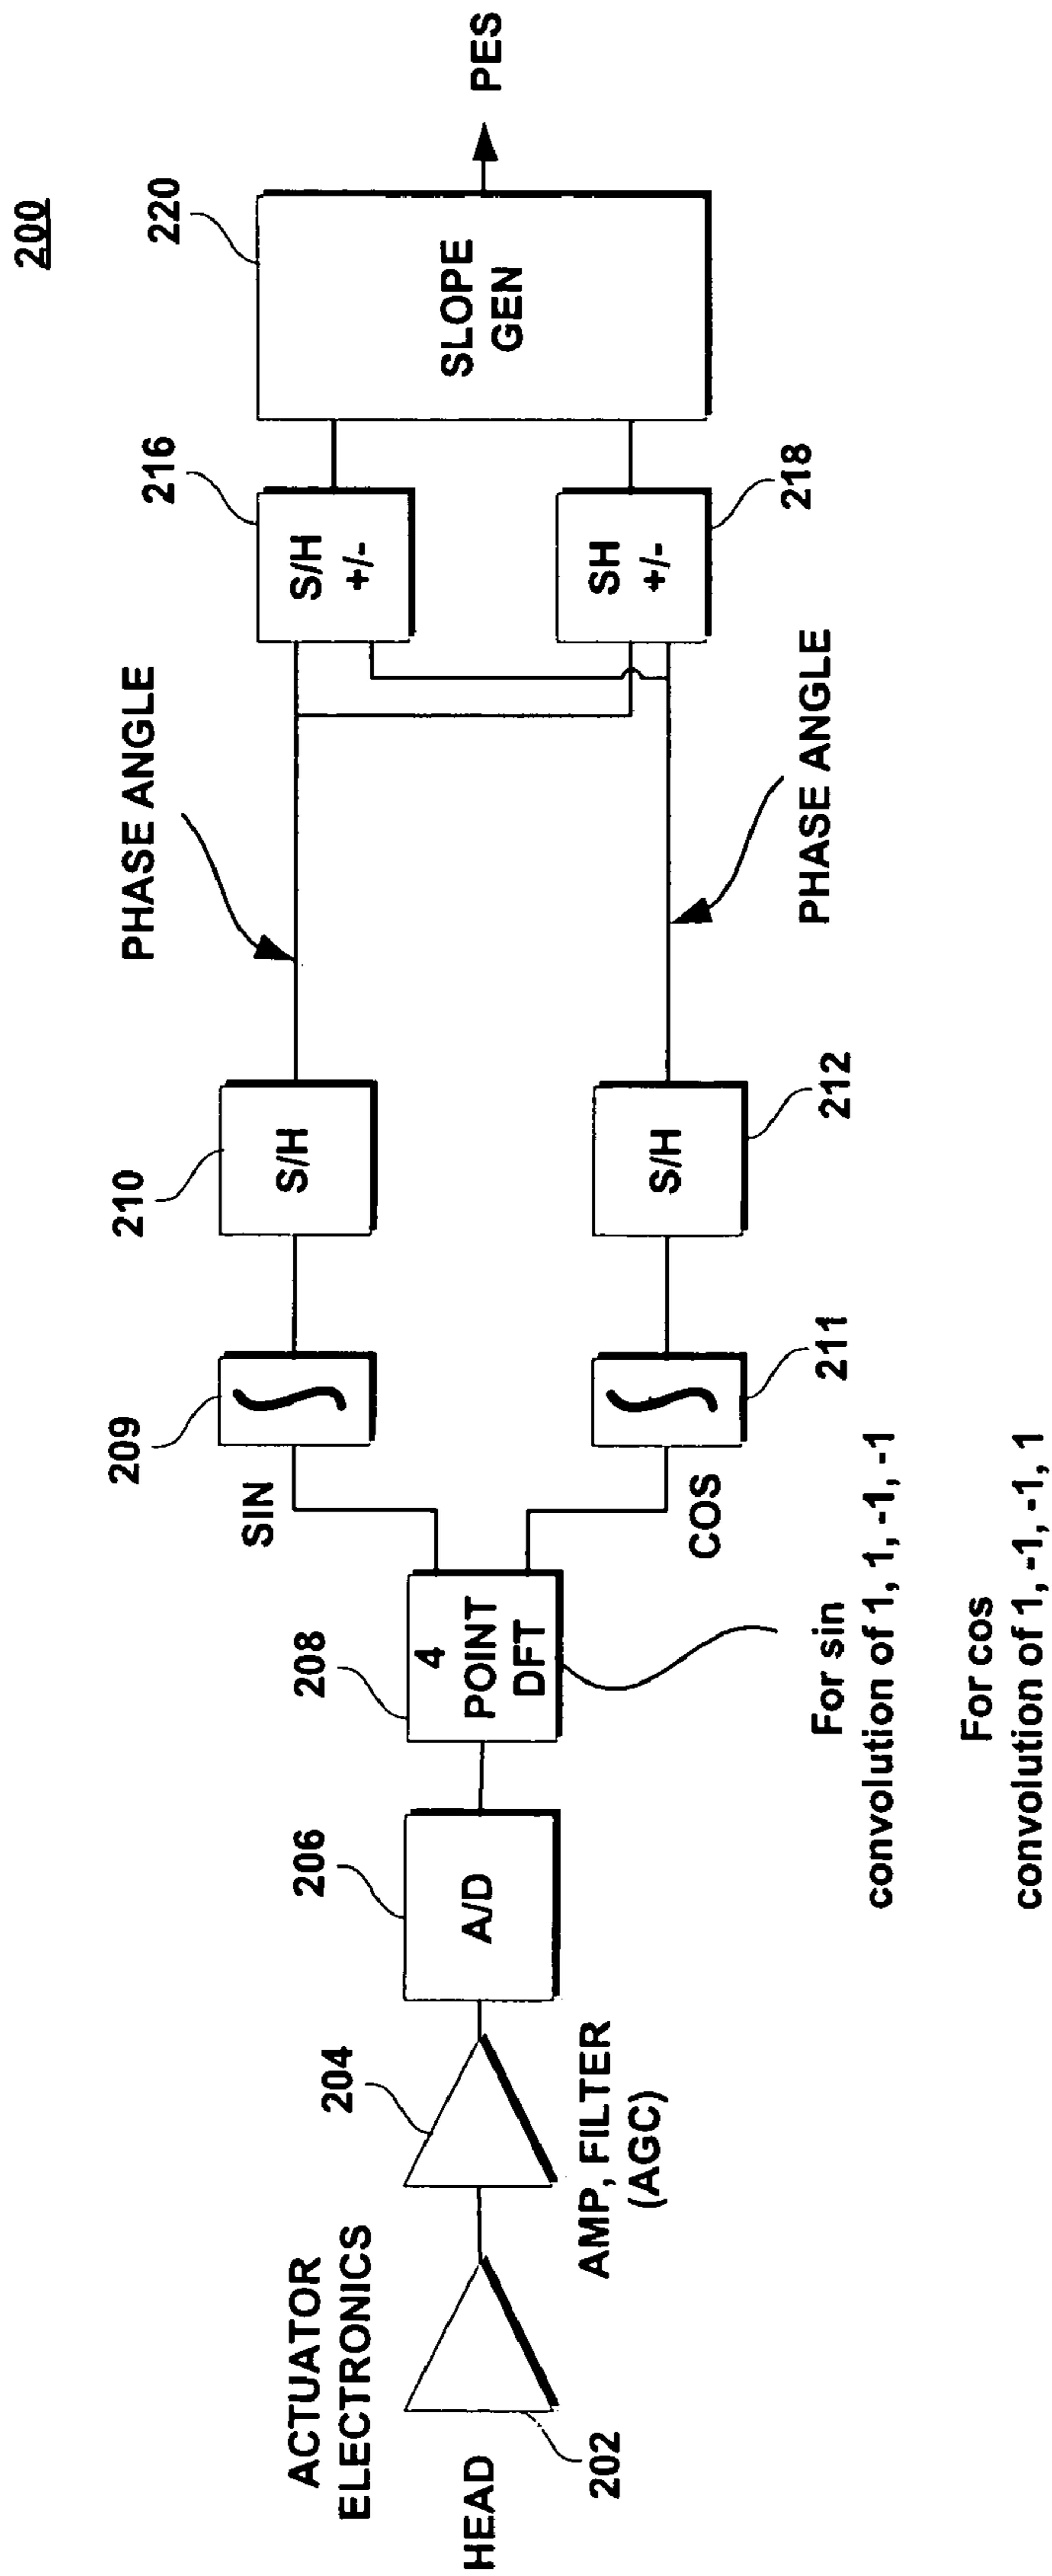 200
HEAD
202
ACTUATOR
ELECTRONICS
204
AMP, FILTER
(AGC)
206
A/D
208
4
POINT
DFT
For sin
convolution of 1, 1, -1, -1
For cos
convolution of 1, -1, -1, 1
SIN
209
∫
210
S/H
COS
211
∫
212
S/H
PHASE ANGLE
PHASE ANGLE
216
S/H
+/-
218
SH
+/-
220
SLOPE
GEN
PES